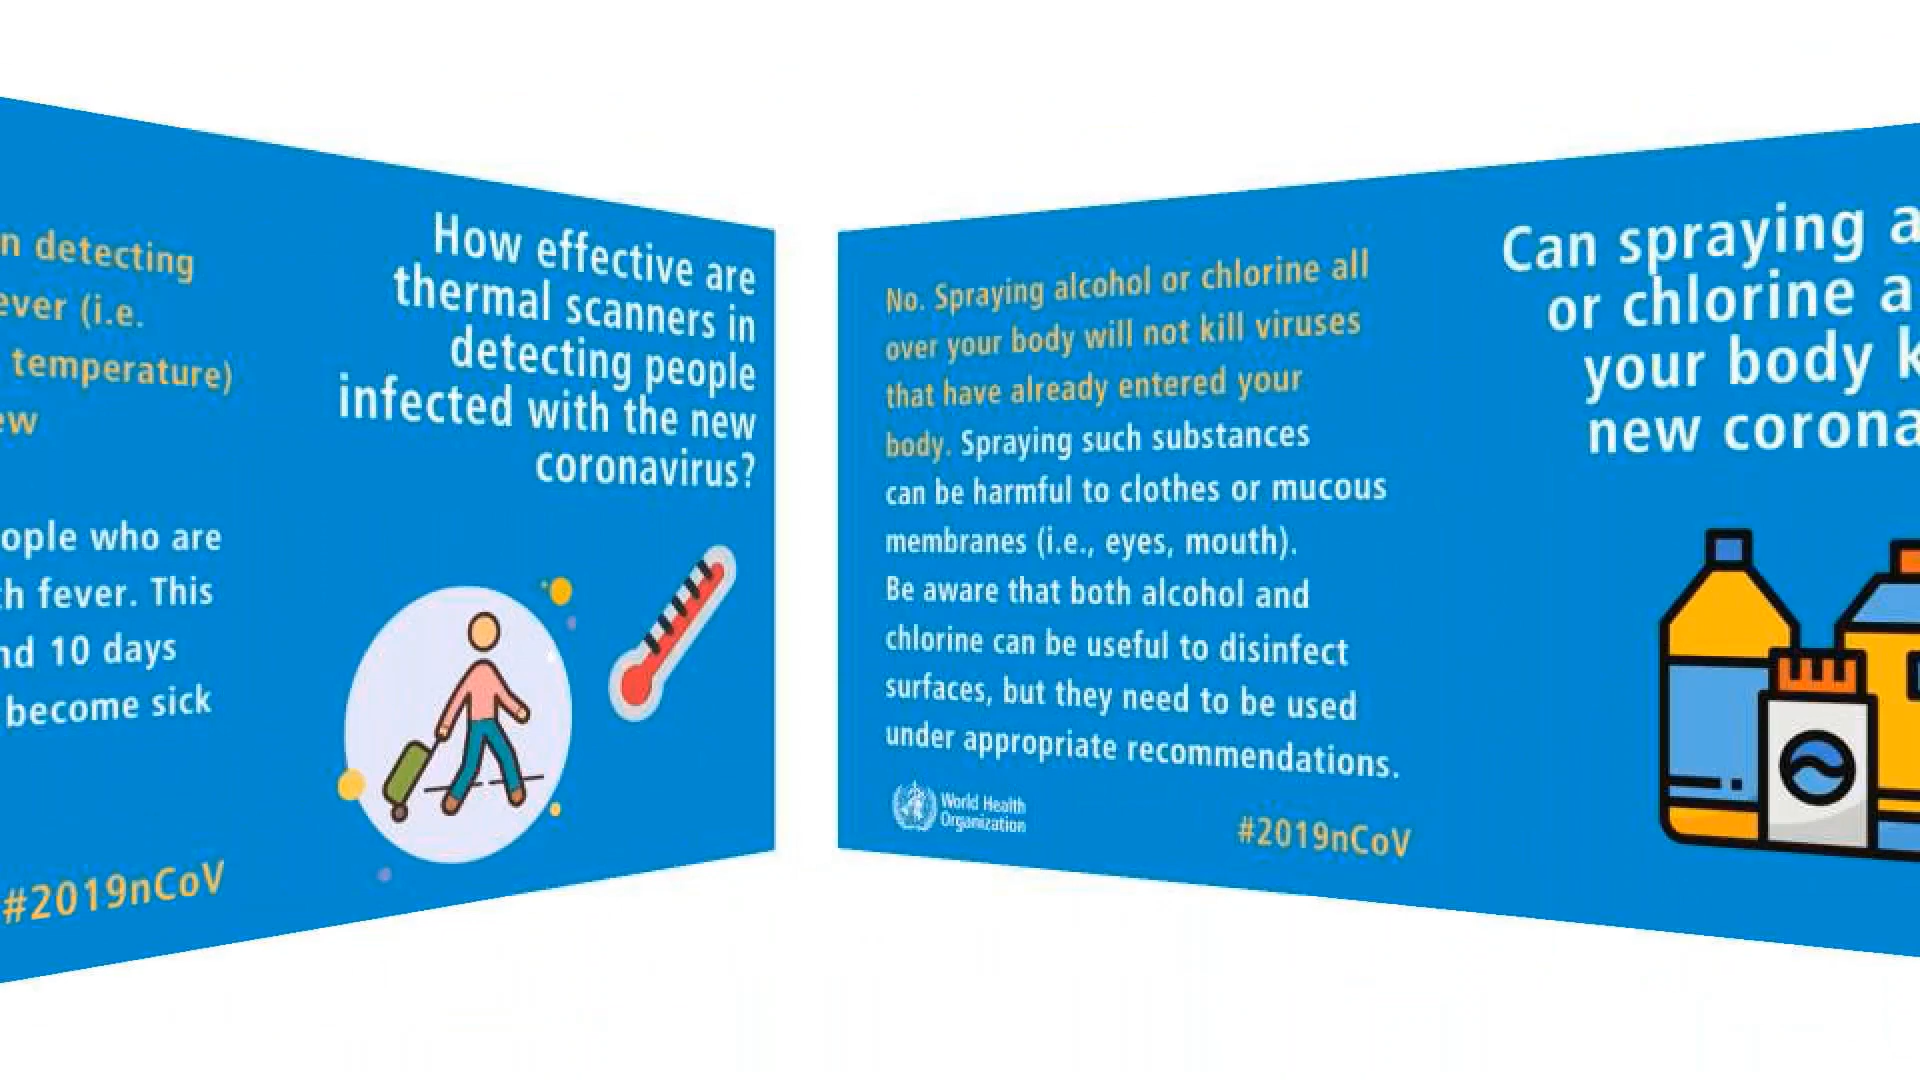 n detecting
ever (i.e.
temperature)
ew
ople who are
th fever. This
nd 10 days
become sick
#2019nCoV
How effective are
thermal scanners in
detecting people
infected with the new
coronavirus?
No. Spraying alcohol or chlorine all
over your body will not kill viruses
that have already entered your
body. Spraying such substances
can be harmful to clothes or mucous
membranes (i.e., eyes, mouth).
Be aware that both alcohol and
chlorine can be useful to disinfect
surfaces, but they need to be used
under appropriate recommendations.
World Health
Organization
#2019nCoV
Can spraying a
or chlorine a
your body k
new corona